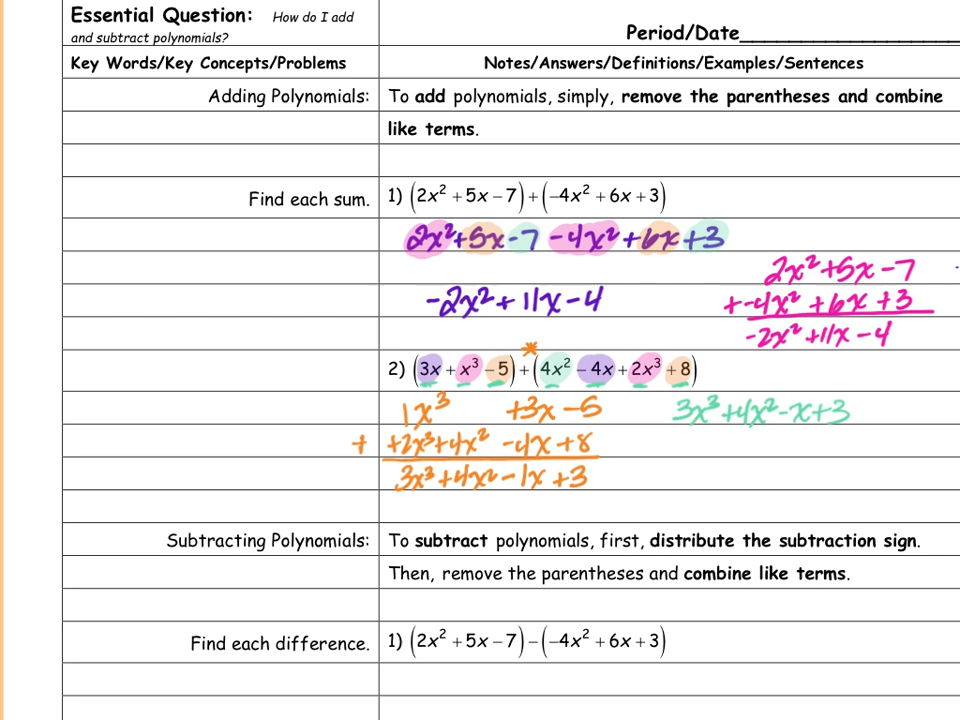 Essential Question: How do I add
and subtract polynomials?
Period/Date____________________
Key Words/Key Concepts/Problems
Notes/Answers/Definitions/Examples/Sentences
Adding Polynomials:
To add polynomials, simply, remove the parentheses and combine
like terms.
Find each sum.
1) (2x² + 5x − 7) + (−4x² + 6x + 3)
2x² + 5x − 7 − 4x² + 6x + 3
−2x² + 11x − 4
2x² + 5x − 7
+ −4x² + 6x + 3
−2x² + 11x − 4
*
2) (3x + x³ − 5) + (4x² − 4x + 2x³ + 8)
1x³ + 3x − 5
+ +2x³ + 4x² − 4x + 8
3x³ + 4x² − 1x + 3
3x³ + 4x² − x + 3
Subtracting Polynomials:
To subtract polynomials, first, distribute the subtraction sign.
Then, remove the parentheses and combine like terms.
Find each difference.
1) (2x² + 5x − 7) − (−4x² + 6x + 3)